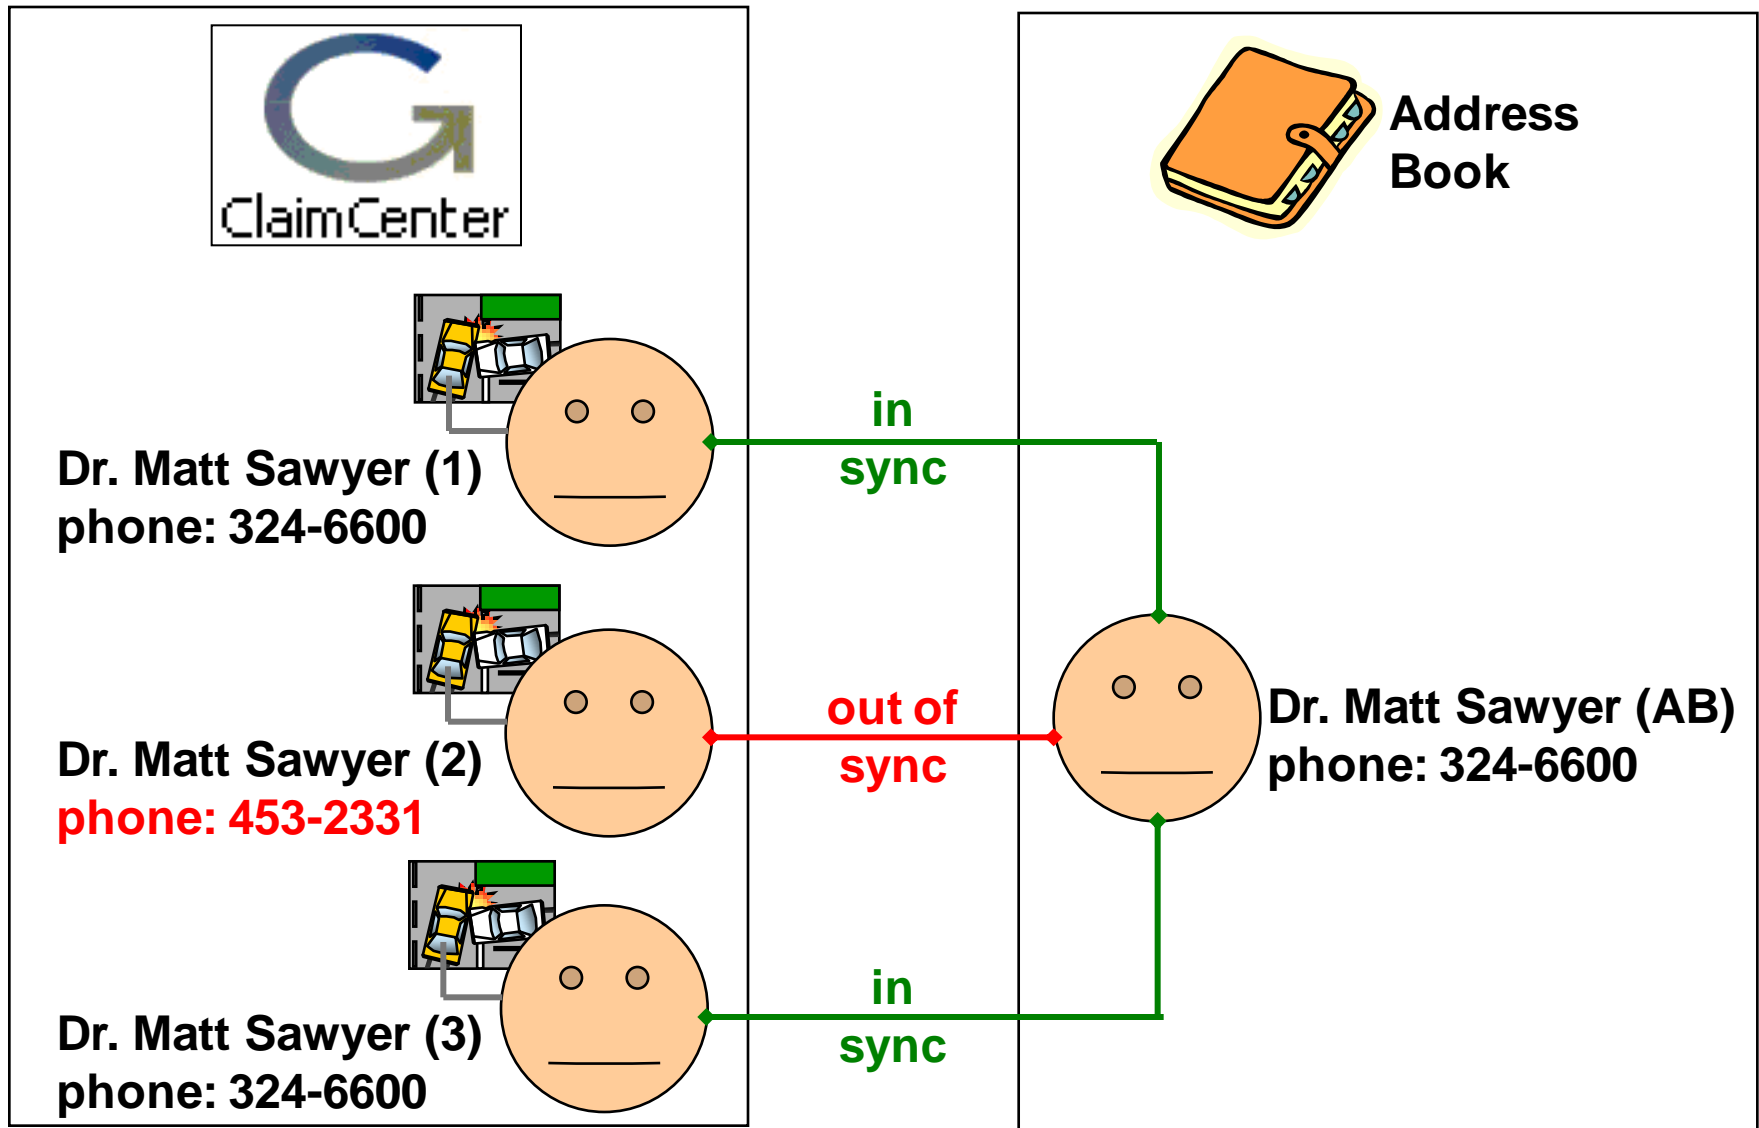 ClaimCenter
Address
Book
Dr. Matt Sawyer (1)
phone: 324-6600
in
sync
Dr. Matt Sawyer (2)
phone: 453-2331
out of
sync
Dr. Matt Sawyer (AB)
phone: 324-6600
Dr. Matt Sawyer (3)
phone: 324-6600
in
sync